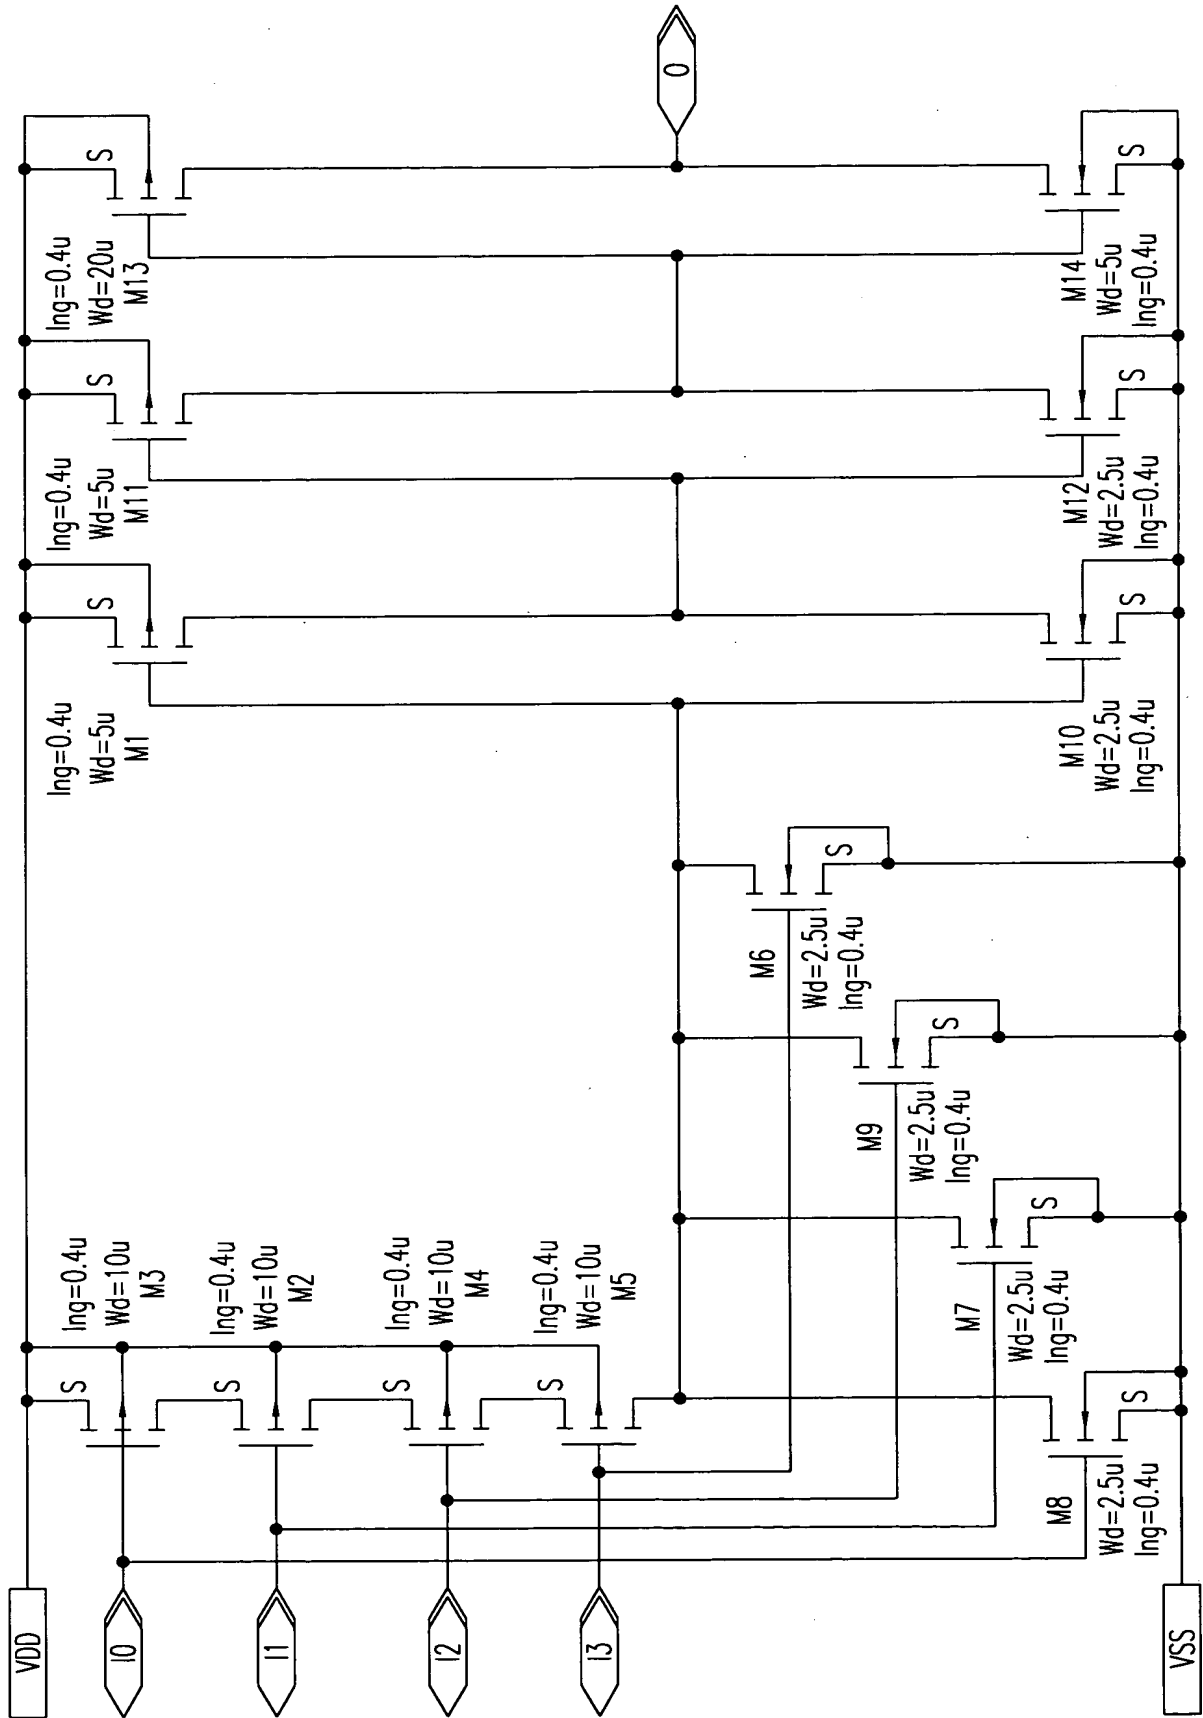 VDD
I0
I1
I2
I3
VSS
S
lng=0.4u
Wd=10u
M3
S
lng=0.4u
Wd=10u
M2
S
lng=0.4u
Wd=10u
M4
S
lng=0.4u
Wd=10u
M5
M8
Wd=2.5u
lng=0.4u
S
M7
Wd=2.5u
lng=0.4u
S
M9
Wd=2.5u
lng=0.4u
S
M6
Wd=2.5u
lng=0.4u
S
lng=0.4u
Wd=5u
M1
S
M10
Wd=2.5u
lng=0.4u
S
lng=0.4u
Wd=5u
M11
S
M12
Wd=2.5u
lng=0.4u
S
lng=0.4u
Wd=20u
M13
S
M14
Wd=5u
lng=0.4u
S
O